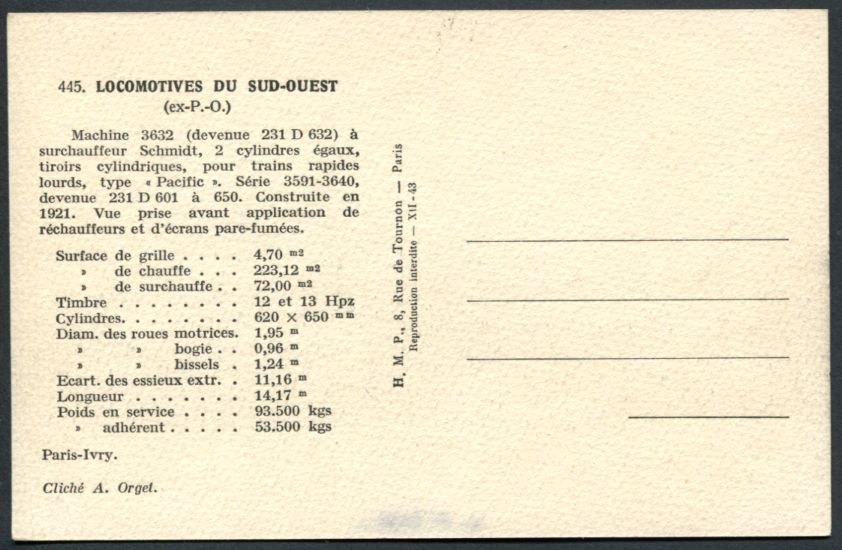 445. LOCOMOTIVES DU SUD-OUEST
(ex-P.-O.)
Machine 3632 (devenue 231 D 632) à
surchauffeur Schmidt, 2 cylindres égaux,
tiroirs cylindriques, pour trains rapides
lourds, type « Pacific ». Série 3591-3640,
devenue 231 D 601 à 650. Construite en
1921. Vue prise avant application de
réchauffeurs et d'écrans pare-fumées.
Surface de grille . . . . 4,70 m2
» de chauffe . . . 223,12 m2
» de surchauffe . . 72,00 m2
Timbre . . . . . . . . 12 et 13 Hpz
Cylindres. . . . . . . . 620 × 650 mm
Diam. des roues motrices. 1,95 m
» » bogie . . 0,96 m
» » bissels . 1,24 m
Ecart. des essieux extr. . 11,16 m
Longueur . . . . . . . 14,17 m
Poids en service . . . . 93.500 kgs
» adhérent . . . . . 53.500 kgs
Paris-Ivry.
Cliché A. Orget.
H. M. P., 8, Rue de Tournon — Paris
Reproduction interdite — XII-43